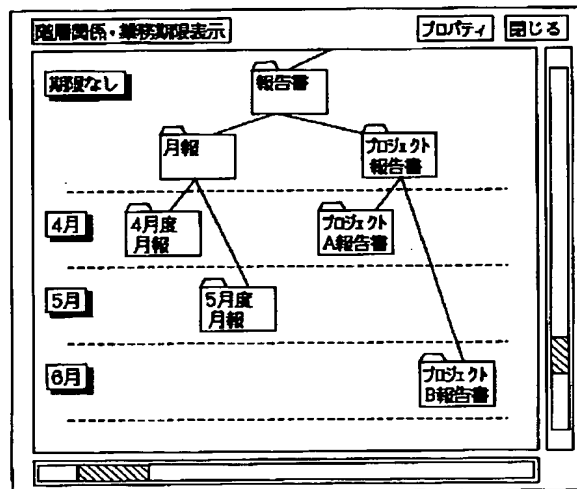 階層関係・業務期限表示
プロパティ
閉じる
期限なし
報告書
月報
プロジェクト
報告書
4月
4月度
月報
プロジェクト
A報告書
5月
5月度
月報
6月
プロジェクト
B報告書